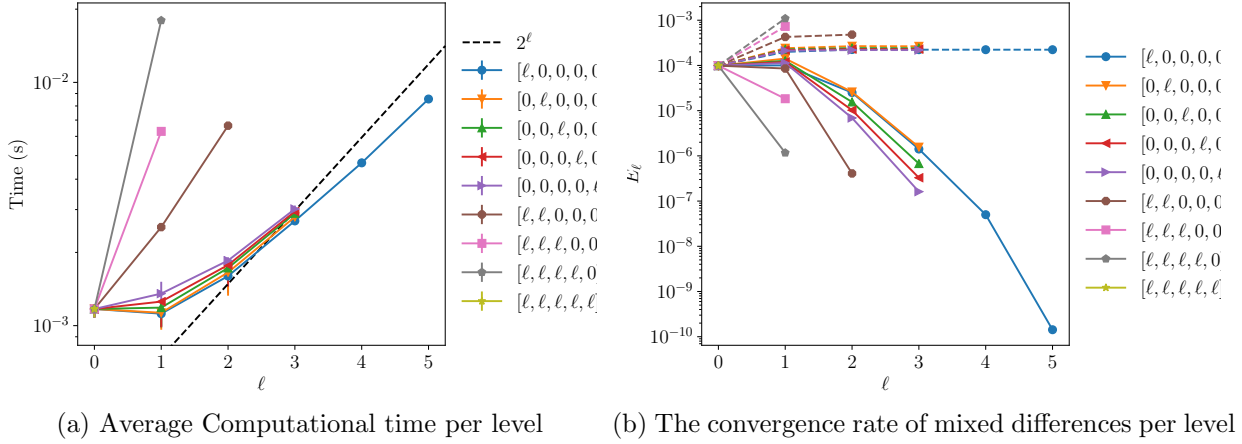 10⁻²
10⁻³
Time (s)
0 1 2 3 4 5
ℓ
2^ℓ
[ℓ, 0, 0, 0, 0
[0, ℓ, 0, 0, 0
[0, 0, ℓ, 0, 0
[0, 0, 0, ℓ, 0
[0, 0, 0, 0, ℓ
[ℓ, ℓ, 0, 0, 0
[ℓ, ℓ, ℓ, 0, 0
[ℓ, ℓ, ℓ, ℓ, 0
[ℓ, ℓ, ℓ, ℓ, ℓ]
(a) Average Computational time per level
10⁻³
10⁻⁴
10⁻⁵
10⁻⁶
10⁻⁷
10⁻⁸
10⁻⁹
10⁻¹⁰
E_ℓ
0 1 2 3 4 5
ℓ
[ℓ, 0, 0, 0, 0
[0, ℓ, 0, 0, 0
[0, 0, ℓ, 0, 0
[0, 0, 0, ℓ, 0
[0, 0, 0, 0, ℓ
[ℓ, ℓ, 0, 0, 0
[ℓ, ℓ, ℓ, 0, 0
[ℓ, ℓ, ℓ, ℓ, 0
[ℓ, ℓ, ℓ, ℓ, ℓ]
(b) The convergence rate of mixed differences per level